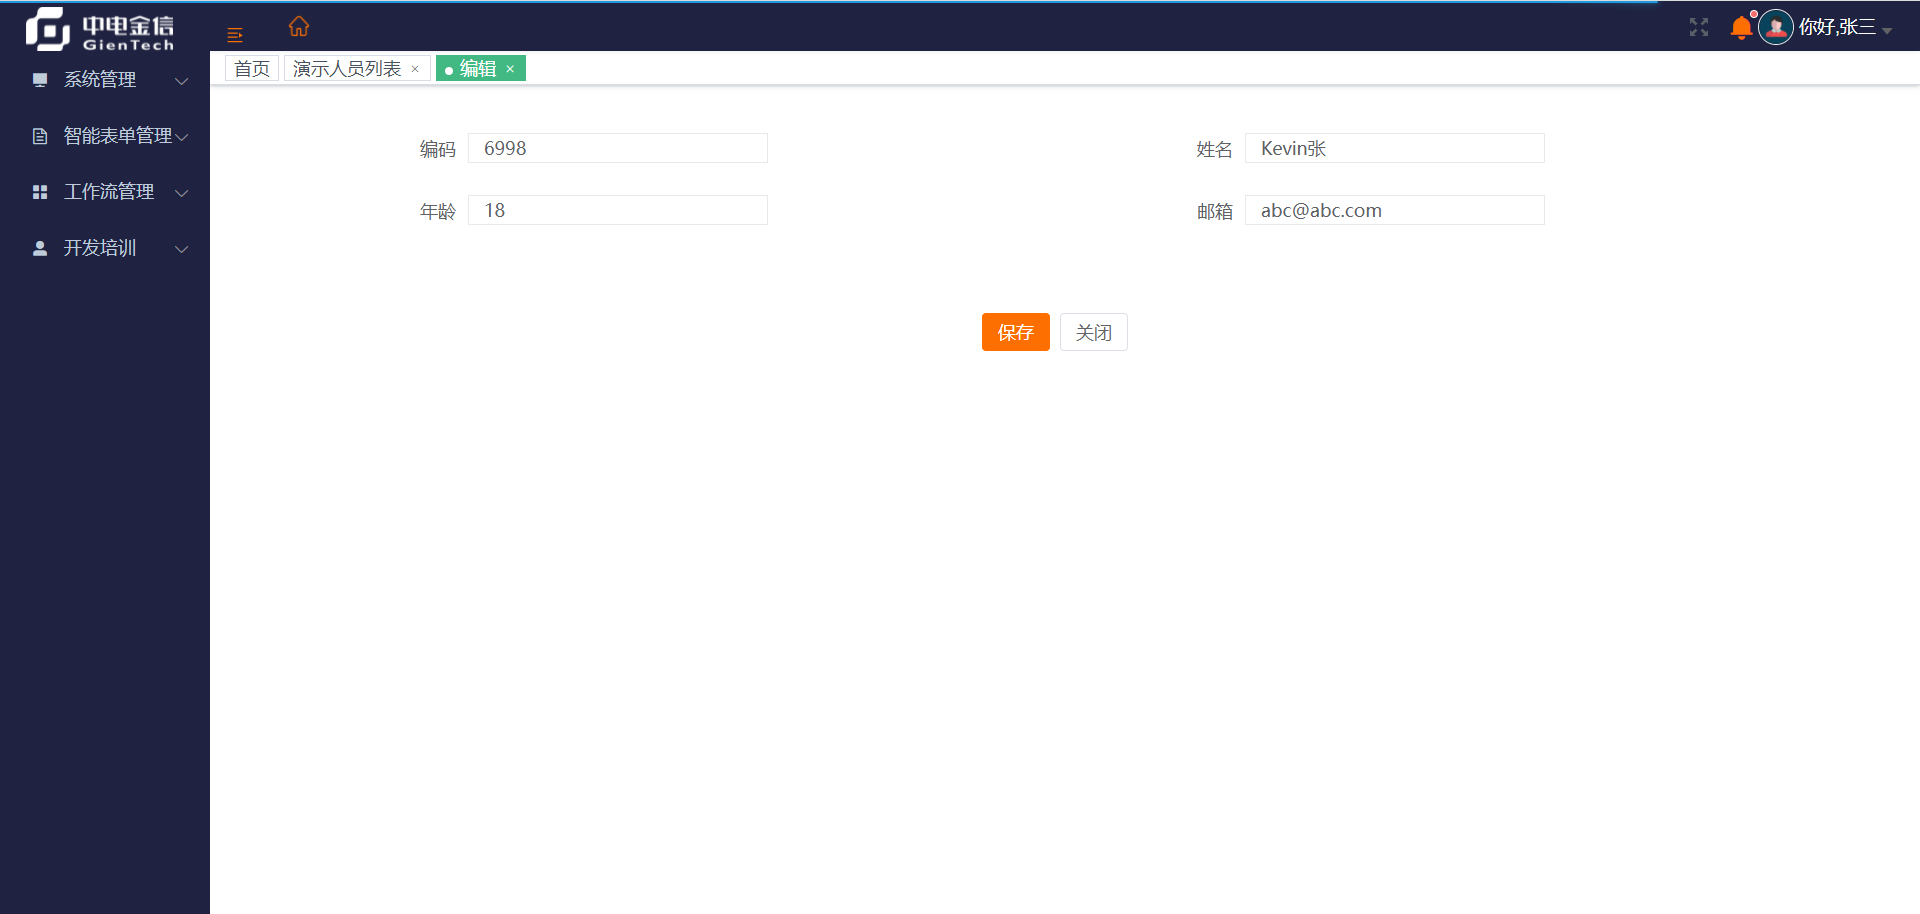 中电金信
GienTech
你好,张三
首页
演示人员列表 ×
编辑 ×
系统管理
智能表单管理
工作流管理
开发培训
编码 6998
姓名 Kevin张
年龄 18
邮箱 abc@abc.com
保存
关闭